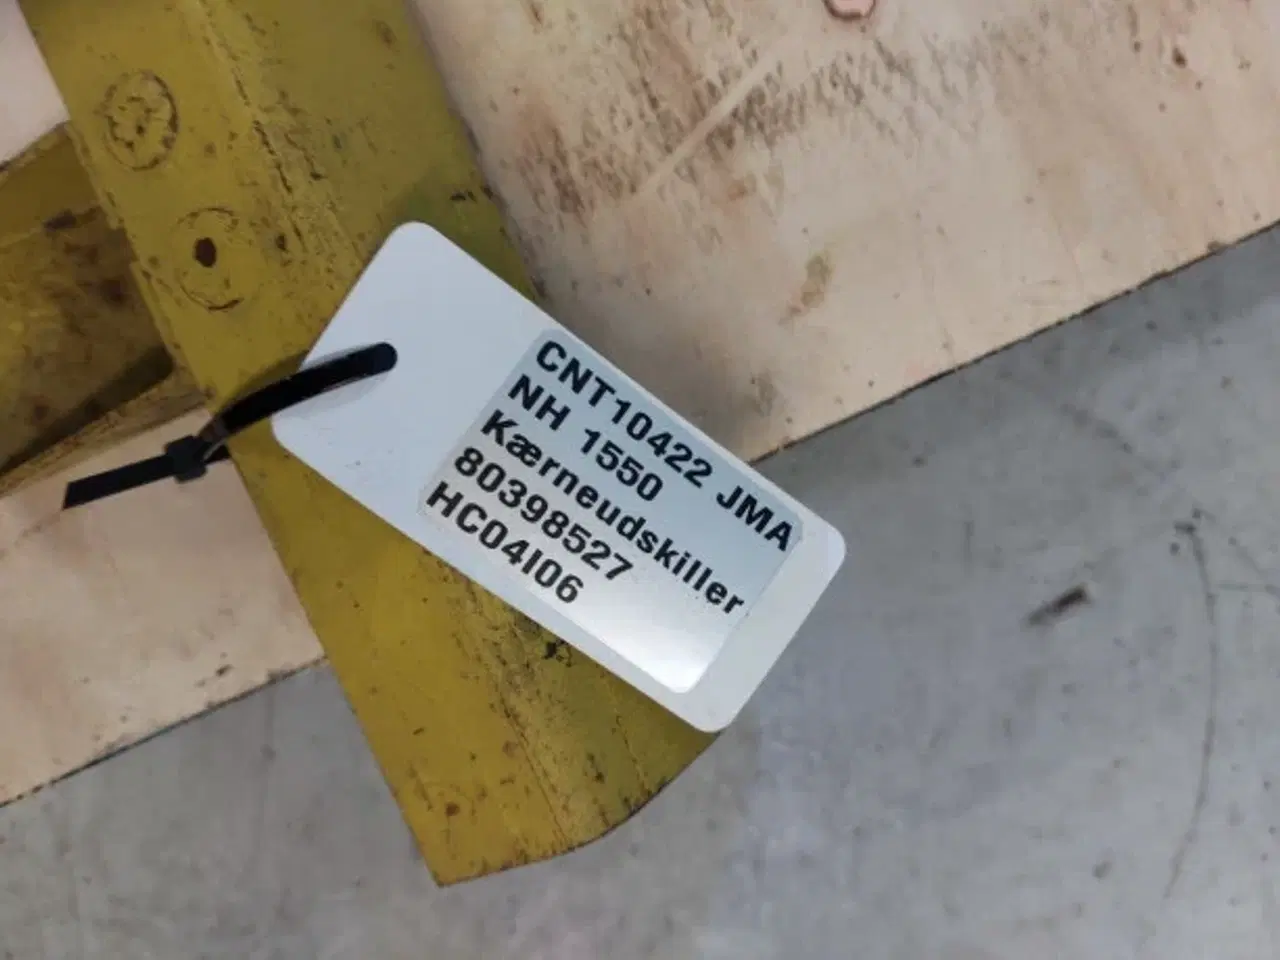 CNT10422 JMA
NH 1550
Kærneudskiller
80398527
HC04I06